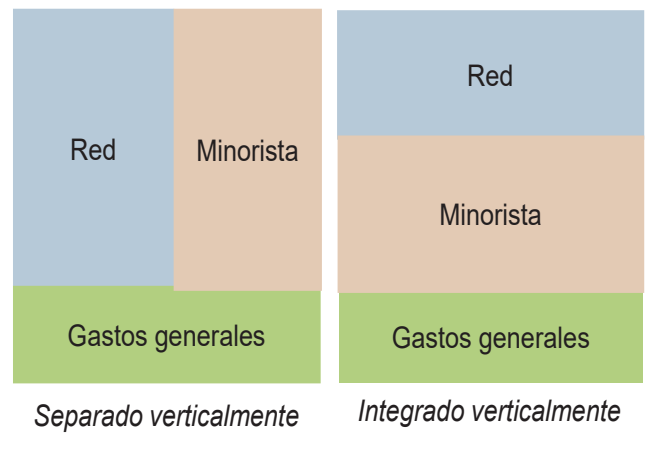 Red
Minorista
Gastos generales
Separado verticalmente
Red
Minorista
Gastos generales
Integrado verticalmente